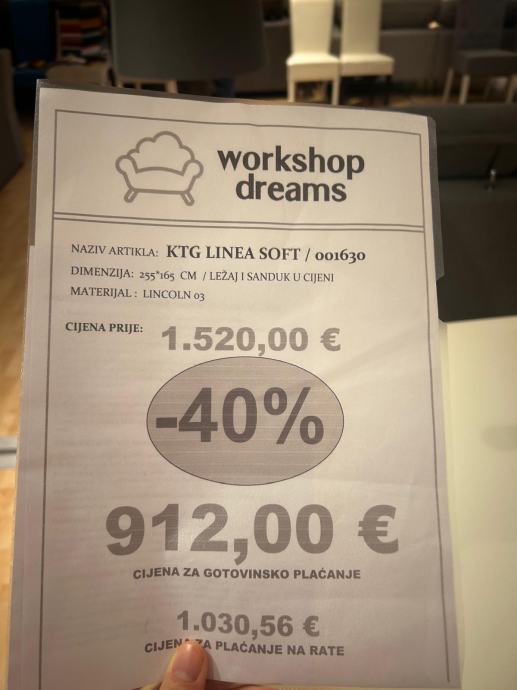 workshop
dreams
NAZIV ARTIKLA: KTG LINEA SOFT / 001630
DIMENZIJA: 255*165 CM / LEŽAJ I SANDUK U CIJENI
MATERIJAL : LINCOLN 03
CIJENA PRIJE: 1.520,00 €
-40%
912,00 €
CIJENA ZA GOTOVINSKO PLAĆANJE
1.030,56 €
CIJENA ZA PLAĆANJE NA RATE